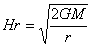 Hr = √(2GM/r)